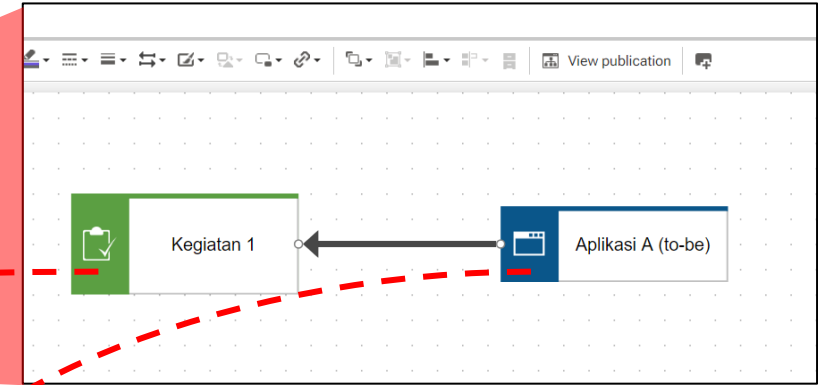 View publication
Kegiatan 1
Aplikasi A (to-be)